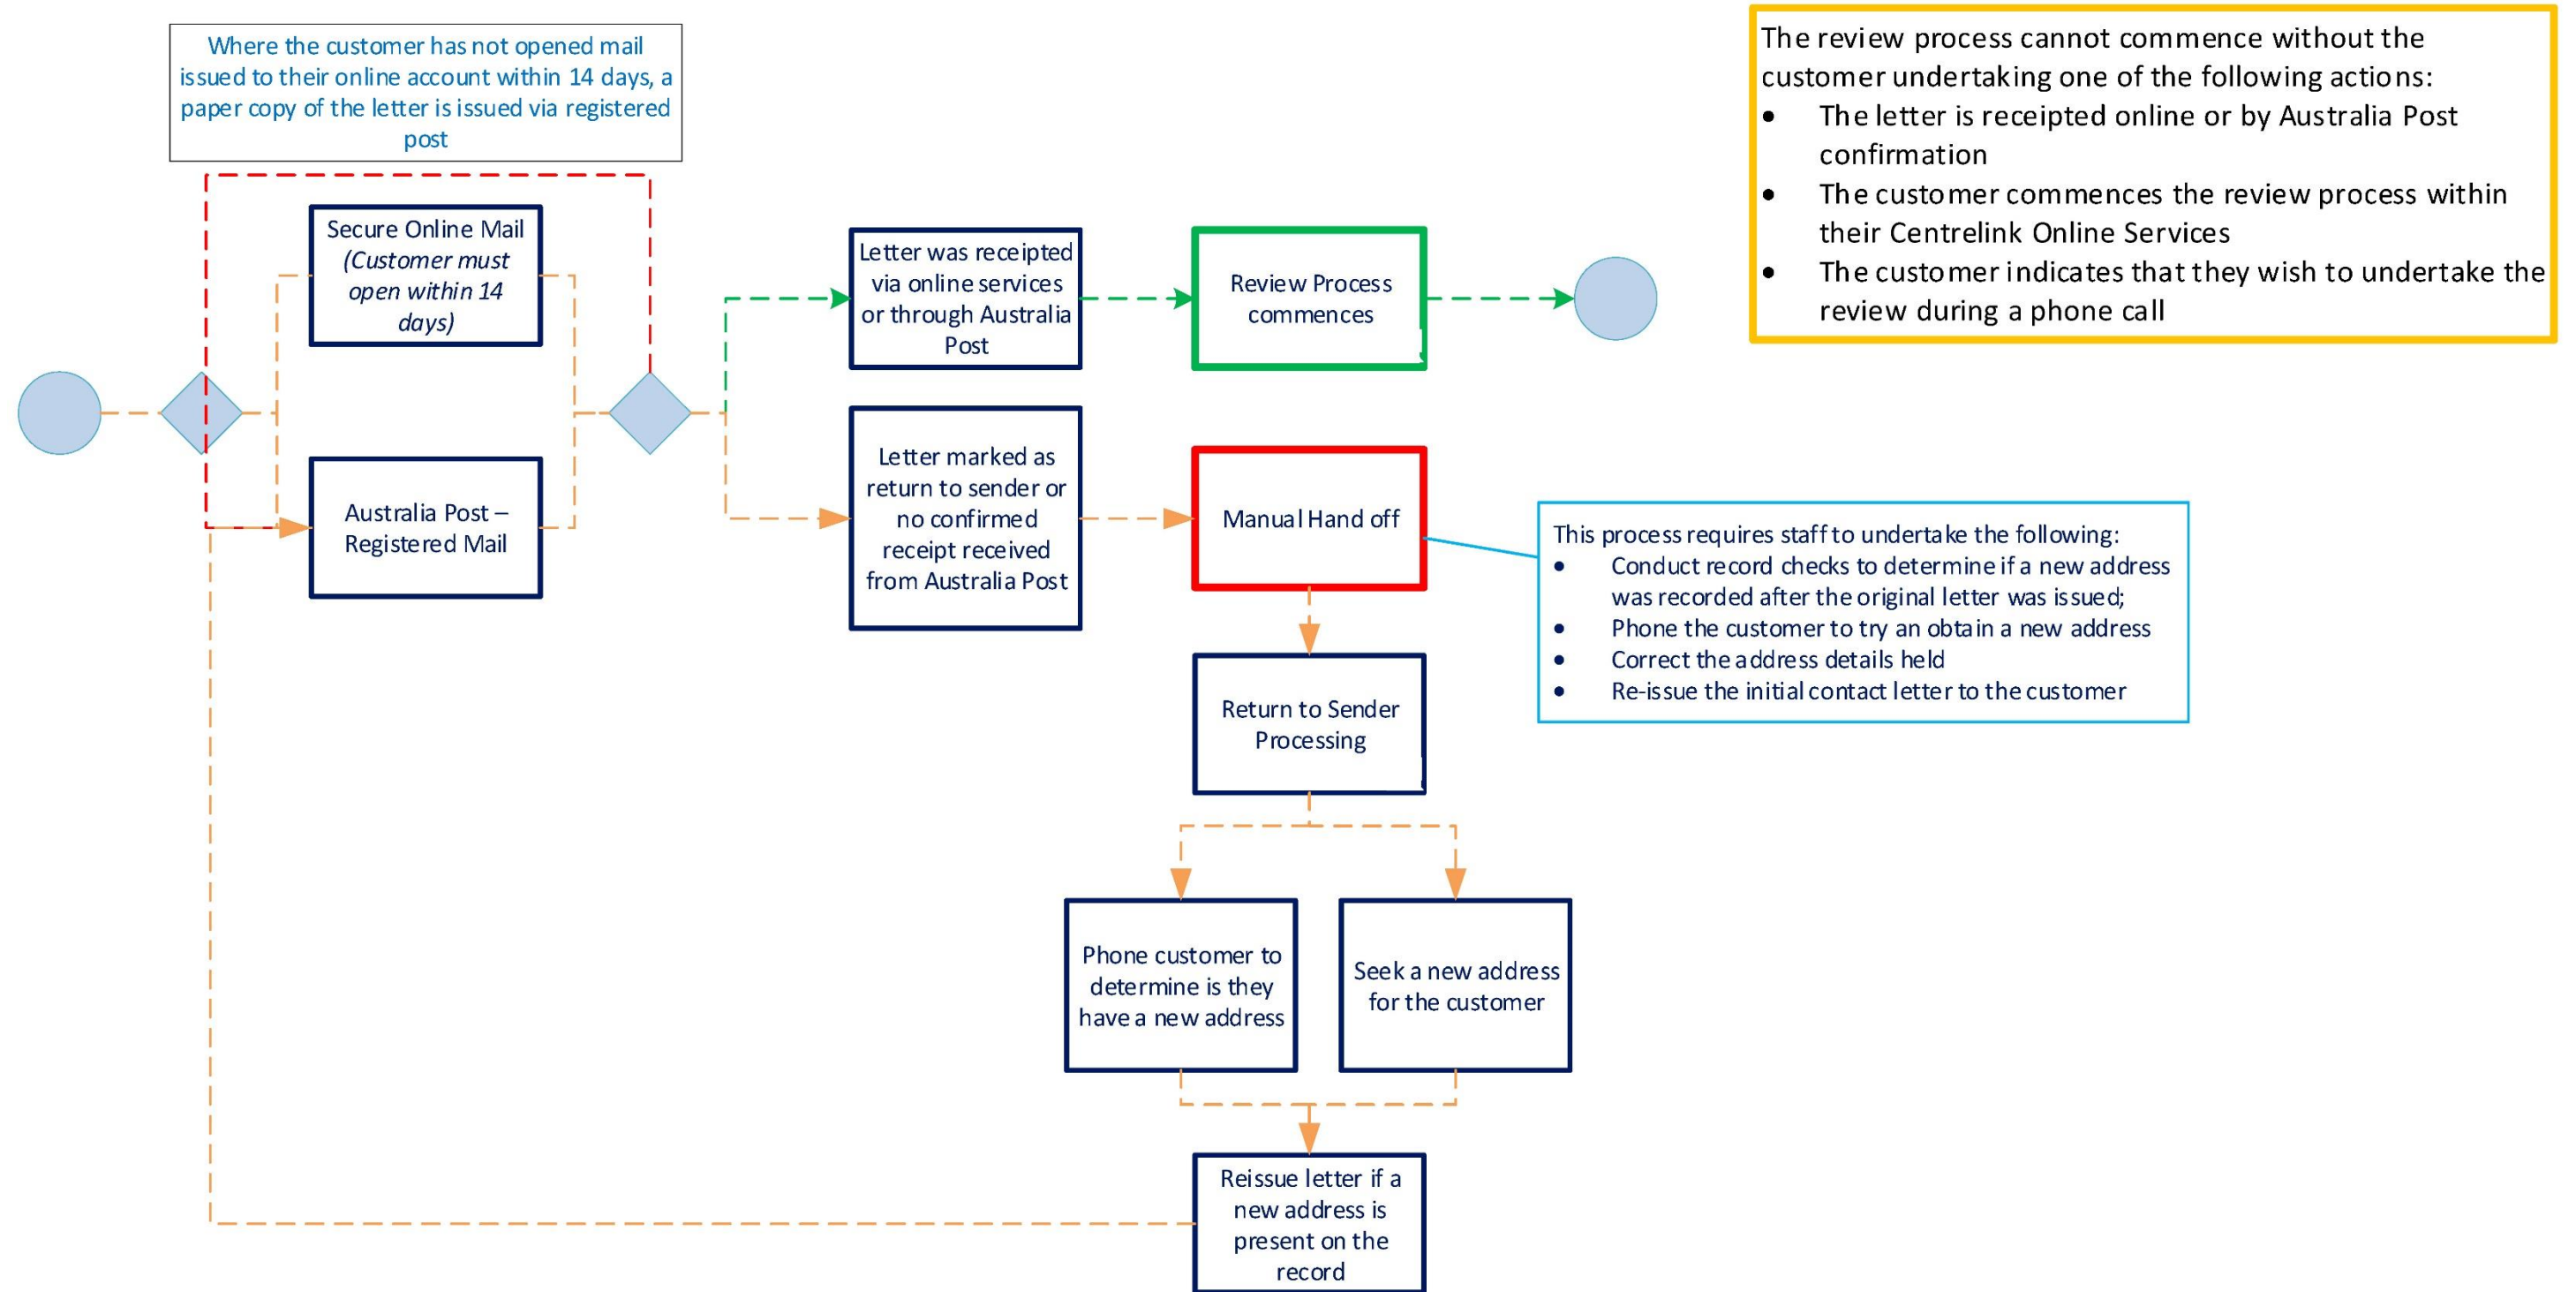 Where the customer has not opened mail
issued to their online account within 14 days, a
paper copy of the letter is issued via registered
post
The review process cannot commence without the
customer undertaking one of the following actions:
• The letter is receipted online or by Australia Post
confirmation
• The customer commences the review process within
their Centrelink Online Services
• The customer indicates that they wish to undertake the
review during a phone call
Secure Online Mail
(Customer must
open within 14
days)
Australia Post –
Registered Mail
Letter was receipted
via online services
or through Australia
Post
Review Process
commences
Letter marked as
return to sender or
no confirmed
receipt received
from Australia Post
Manual Hand off
This process requires staff to undertake the following:
• Conduct record checks to determine if a new address
was recorded after the original letter was issued;
• Phone the customer to try an obtain a new address
• Correct the address details held
• Re-issue the initial contact letter to the customer
Return to Sender
Processing
Phone customer to
determine is they
have a new address
Seek a new address
for the customer
Reissue letter if a
new address is
present on the
record